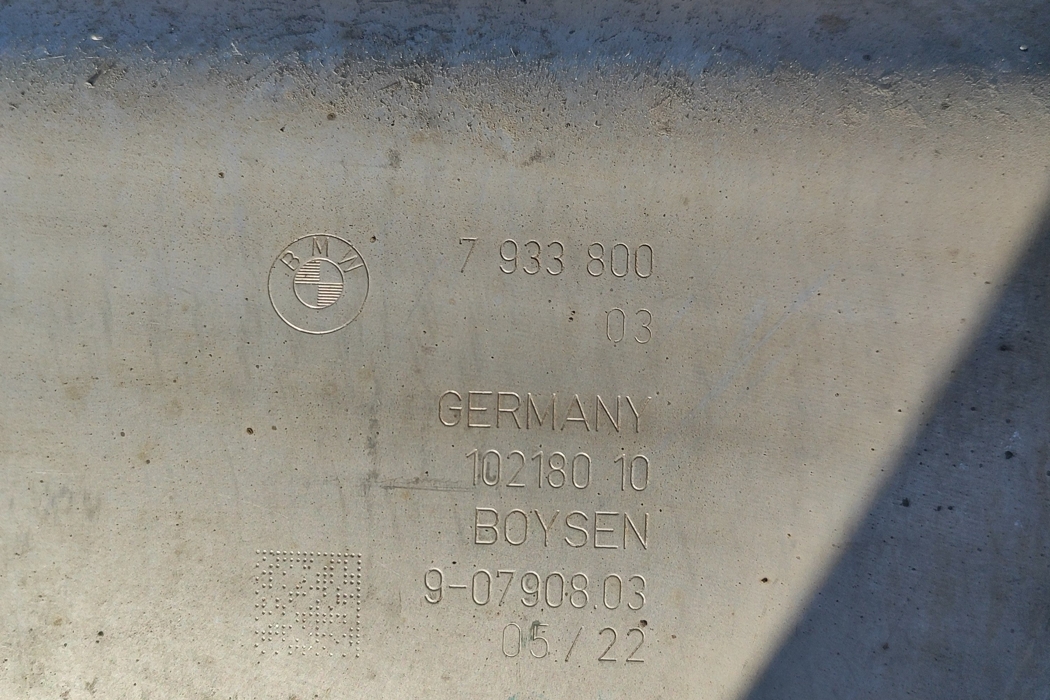 BMW
7 933 800
03
GERMANY
102180 10
BOYSEN
9-07908.03
05/22